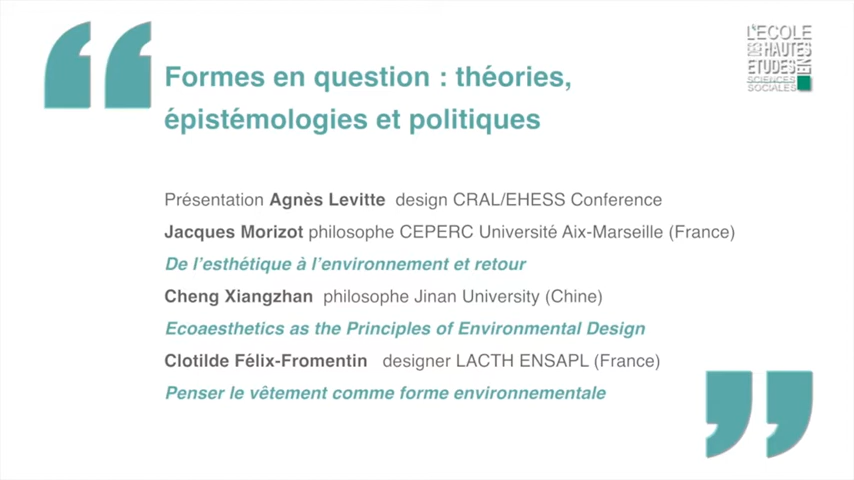 L'ECOLE
DES HAUTES
ETUDES EN
SCIENCES
SOCIALES
Formes en question : théories,
épistémologies et politiques
Présentation Agnès Levitte design CRAL/EHESS Conference
Jacques Morizot philosophe CEPERC Université Aix-Marseille (France)
De l'esthétique à l'environnement et retour
Cheng Xiangzhan philosophe Jinan University (Chine)
Ecoaesthetics as the Principles of Environmental Design
Clotilde Félix-Fromentin designer LACTH ENSAPL (France)
Penser le vêtement comme forme environnementale